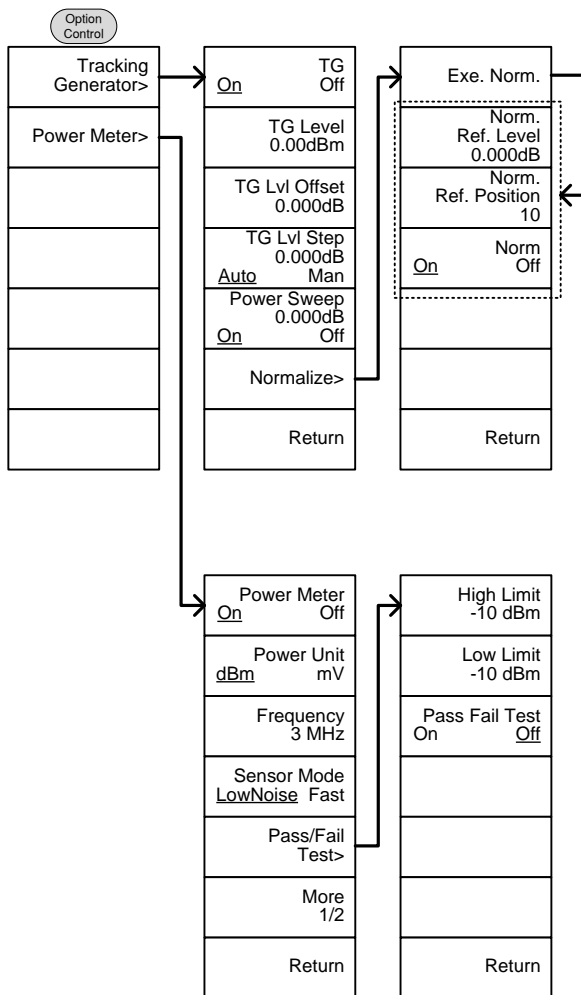 Option
Control
Tracking
Generator>
Power Meter>
TG
On Off
TG Level
0.00dBm
TG Lvl Offset
0.000dB
TG Lvl Step
0.000dB
Auto Man
Power Sweep
0.000dB
On Off
Normalize>
Return
Exe. Norm.
Norm.
Ref. Level
0.000dB
Norm.
Ref. Position
10
Norm
On Off
Return
Power Meter
On Off
Power Unit
dBm mV
Frequency
3 MHz
Sensor Mode
LowNoise Fast
Pass/Fail
Test>
More
1/2
Return
High Limit
-10 dBm
Low Limit
-10 dBm
Pass Fail Test
On Off
Return